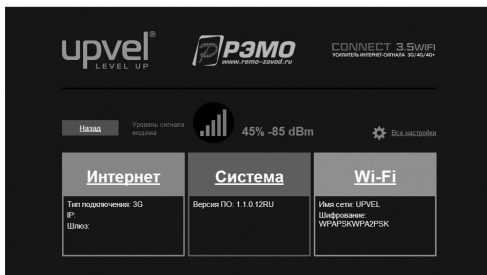 upvel®
LEVEL UP
РЭМО
www.remo-zavod.ru
CONNECT 3.5WIFI
УСИЛИТЕЛЬ ИНТЕРНЕТ-СИГНАЛА 3G/4G/4G+
Назад
Уровень сигнала
модема
45% -85 dBm
Все настройки
Интернет
Система
Wi-Fi
Тип подключения: 3G
IP:
Шлюз:
Версия ПО: 1.1.0.12RU
Имя сети: UPVEL
Шифрование:
WPAPSKWPA2PSK